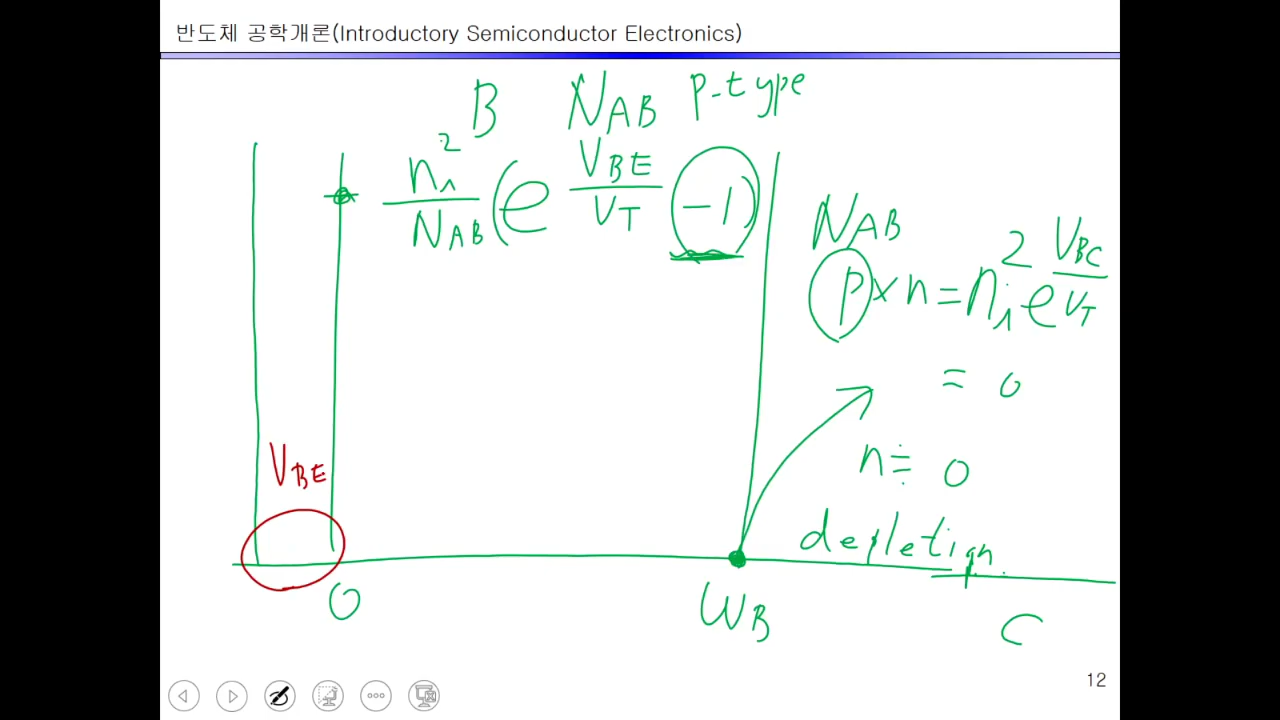 반도체 공학개론(Introductory Semiconductor Electronics)
B N_AB P-type
n_i^2 / N_AB (e^(V_BE / V_T) -1)
N_AB
p × n = n_i^2 e^(V_BC / V_T)
= 0
n ≒ 0
V_BE
depletion
0
W_B
C
12